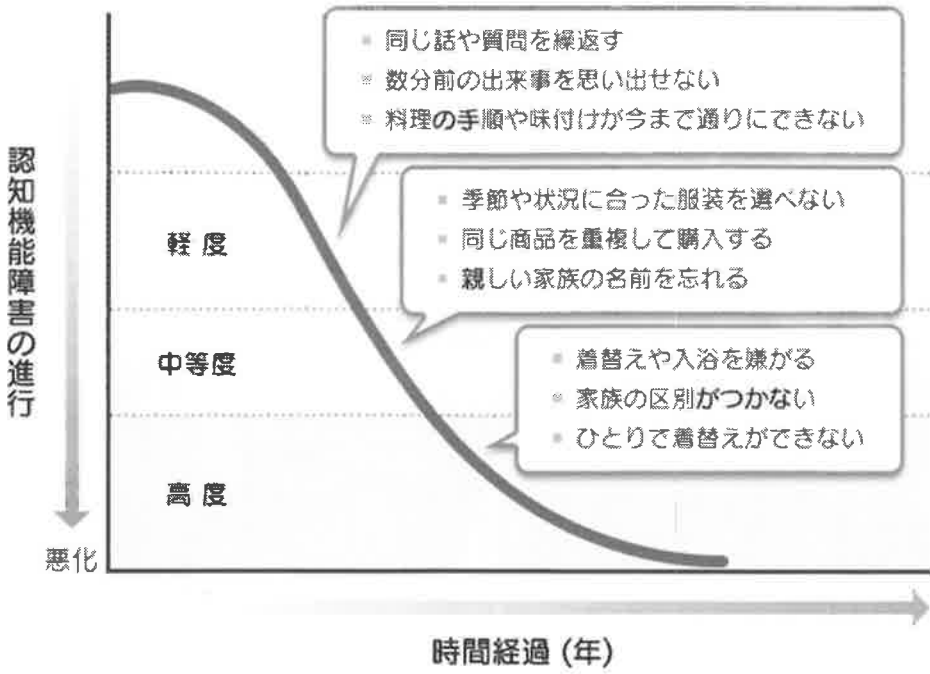 同じ話や質問を繰返す
数分前の出来事を思い出せない
料理の手順や味付けが今まで通りにできない
季節や状況に合った服装を選べない
同じ商品を重複して購入する
親しい家族の名前を忘れる
着替えや入浴を嫌がる
家族の区別がつかない
ひとりで着替えができない
認知機能障害の進行
軽度
中等度
高度
悪化
時間経過 (年)